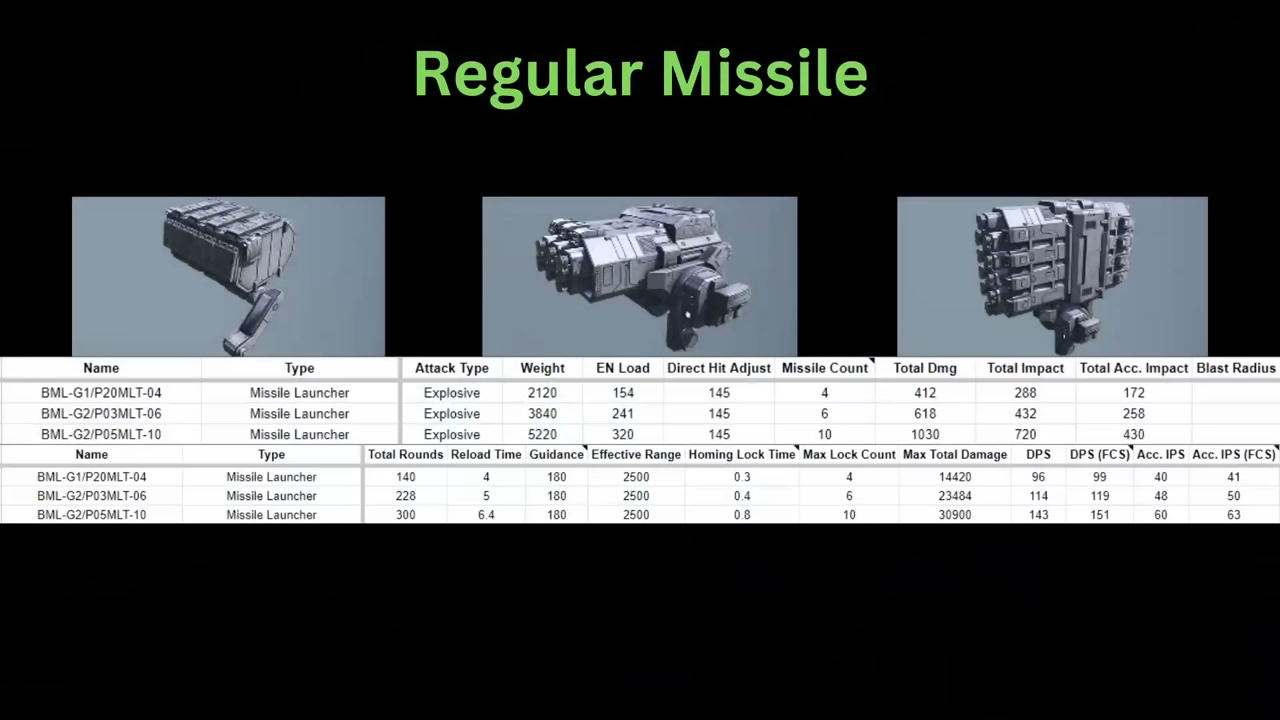 Regular Missile
Name Type Attack Type Weight EN Load Direct Hit Adjust Missile Count Total Dmg Total Impact Total Acc. Impact Blast Radius
BML-G1/P20MLT-04 Missile Launcher Explosive 2120 154 145 4 412 288 172
BML-G2/P03MLT-06 Missile Launcher Explosive 3840 241 145 6 618 432 258
BML-G2/P05MLT-10 Missile Launcher Explosive 5220 320 145 10 1030 720 430
Name Type Total Rounds Reload Time Guidance Effective Range Homing Lock Time Max Lock Count Max Total Damage DPS DPS (FCS) Acc. IPS Acc. IPS (FCS)
BML-G1/P20MLT-04 Missile Launcher 140 4 180 2500 0.3 4 14420 96 99 40 41
BML-G2/P03MLT-06 Missile Launcher 228 5 180 2500 0.4 6 23484 114 119 48 50
BML-G2/P05MLT-10 Missile Launcher 300 6.4 180 2500 0.8 10 30900 143 151 60 63